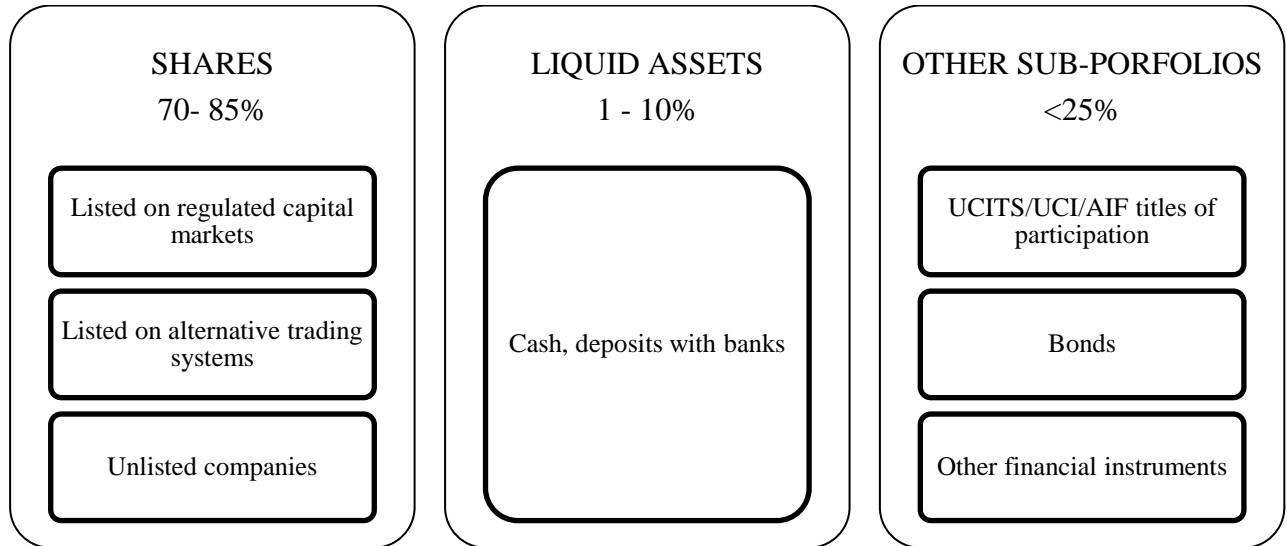 SHARES
70- 85%
Listed on regulated capital
markets
Listed on alternative trading
systems
Unlisted companies
LIQUID ASSETS
1 - 10%
Cash, deposits with banks
OTHER SUB-PORFOLIOS
<25%
UCITS/UCI/AIF titles of
participation
Bonds
Other financial instruments